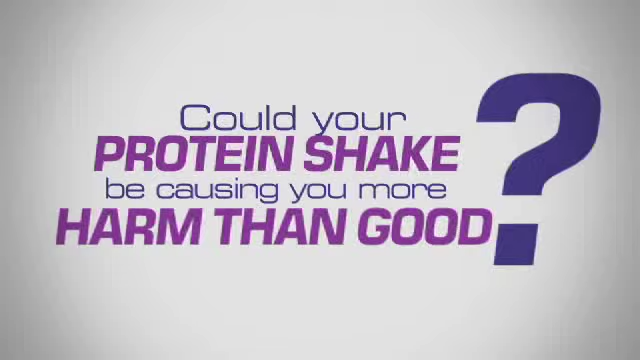 Could your
PROTEIN SHAKE
be causing you more
HARM THAN GOOD?